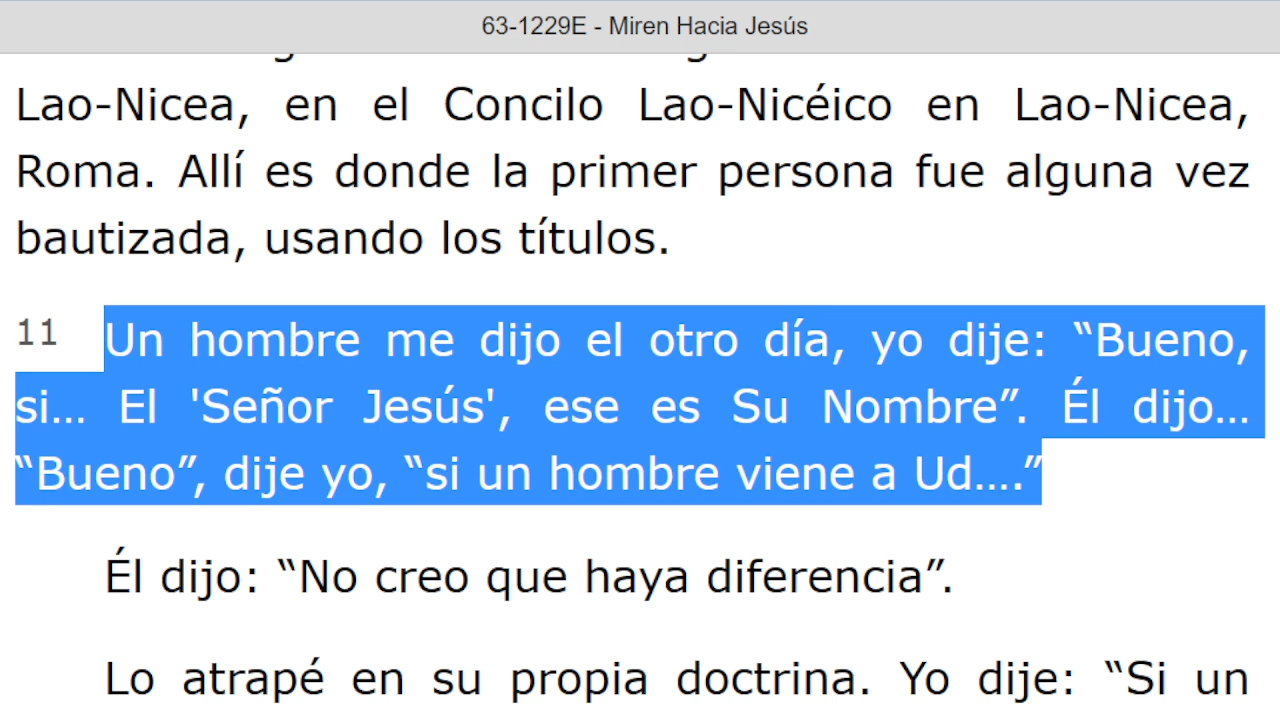 63-1229E - Miren Hacia Jesús
Lao-Nicea, en el Concilo Lao-Nicéico en Lao-Nicea,
Roma. Allí es donde la primer persona fue alguna vez
bautizada, usando los títulos.
11 Un hombre me dijo el otro día, yo dije: “Bueno,
si... El 'Señor Jesús', ese es Su Nombre”. Él dijo...
“Bueno”, dije yo, “si un hombre viene a Ud....”
Él dijo: “No creo que haya diferencia”.
Lo atrapé en su propia doctrina. Yo dije: “Si un